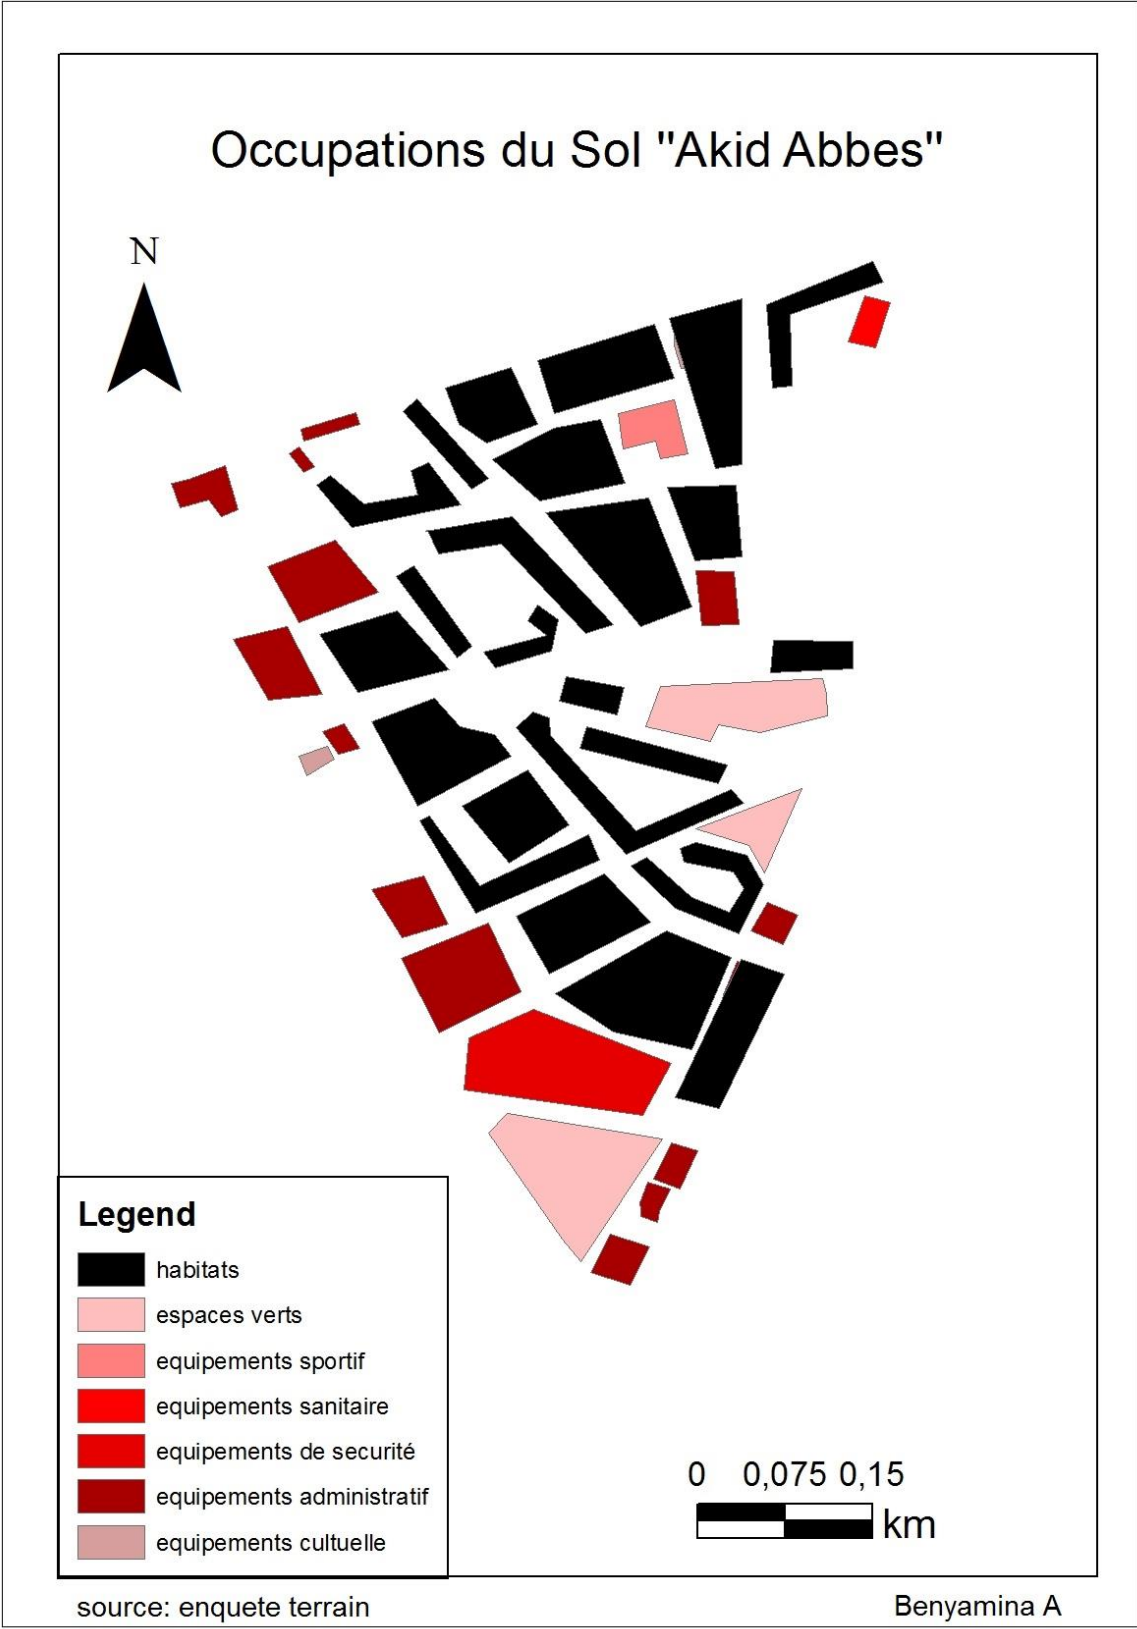 Occupations du Sol "Akid Abbes"
N
Legend
habitats
espaces verts
equipements sportif
equipements sanitaire
equipements de securité
equipements administratif
equipements cultuelle
0 0,075 0,15
km
source: enquete terrain
Benyamina A